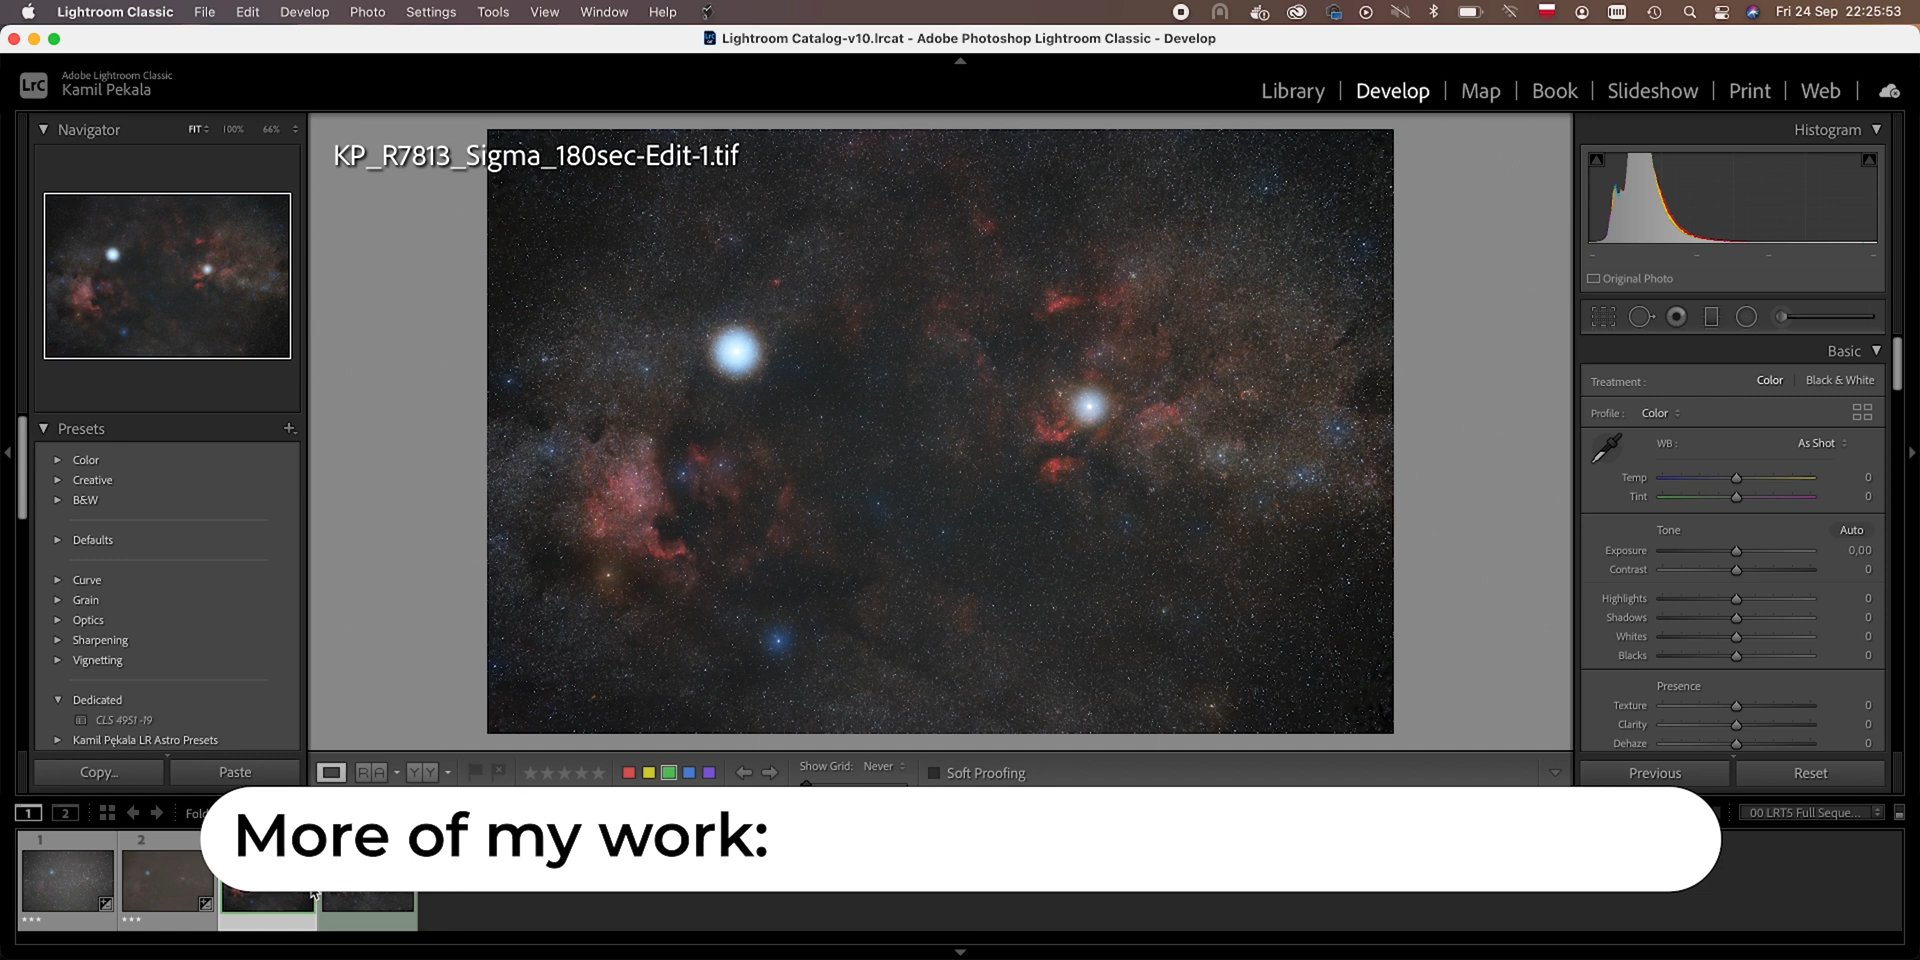 Lightroom Classic File Edit Develop Photo Settings Tools View Window Help Fri 24 Sep 22:25:53
Lightroom Catalog-v10.lrcat - Adobe Photoshop Lightroom Classic - Develop
LrC
Adobe Lightroom Classic
Kamil Pekala
Library | Develop | Map | Book | Slideshow | Print | Web
Navigator FIT 100% 66%
Presets
Color
Creative
B&W
Defaults
Curve
Grain
Optics
Sharpening
Vignetting
Dedicated
CLS 4951 -19
Kamil Pękala LR Astro Presets
Copy... Paste
KP_R7813_Sigma_180sec-Edit-1.tif
Show Grid: Never Soft Proofing
Histogram
Original Photo
Basic
Treatment: Color Black & White
Profile: Color
WB: As Shot
Temp 0
Tint 0
Tone Auto
Exposure 0,00
Contrast 0
Highlights 0
Shadows 0
Whites 0
Blacks 0
Presence
Texture 0
Clarity 0
Dehaze 0
Previous Reset
1 2 00 LRT5 Full Seque...
1 2
More of my work: